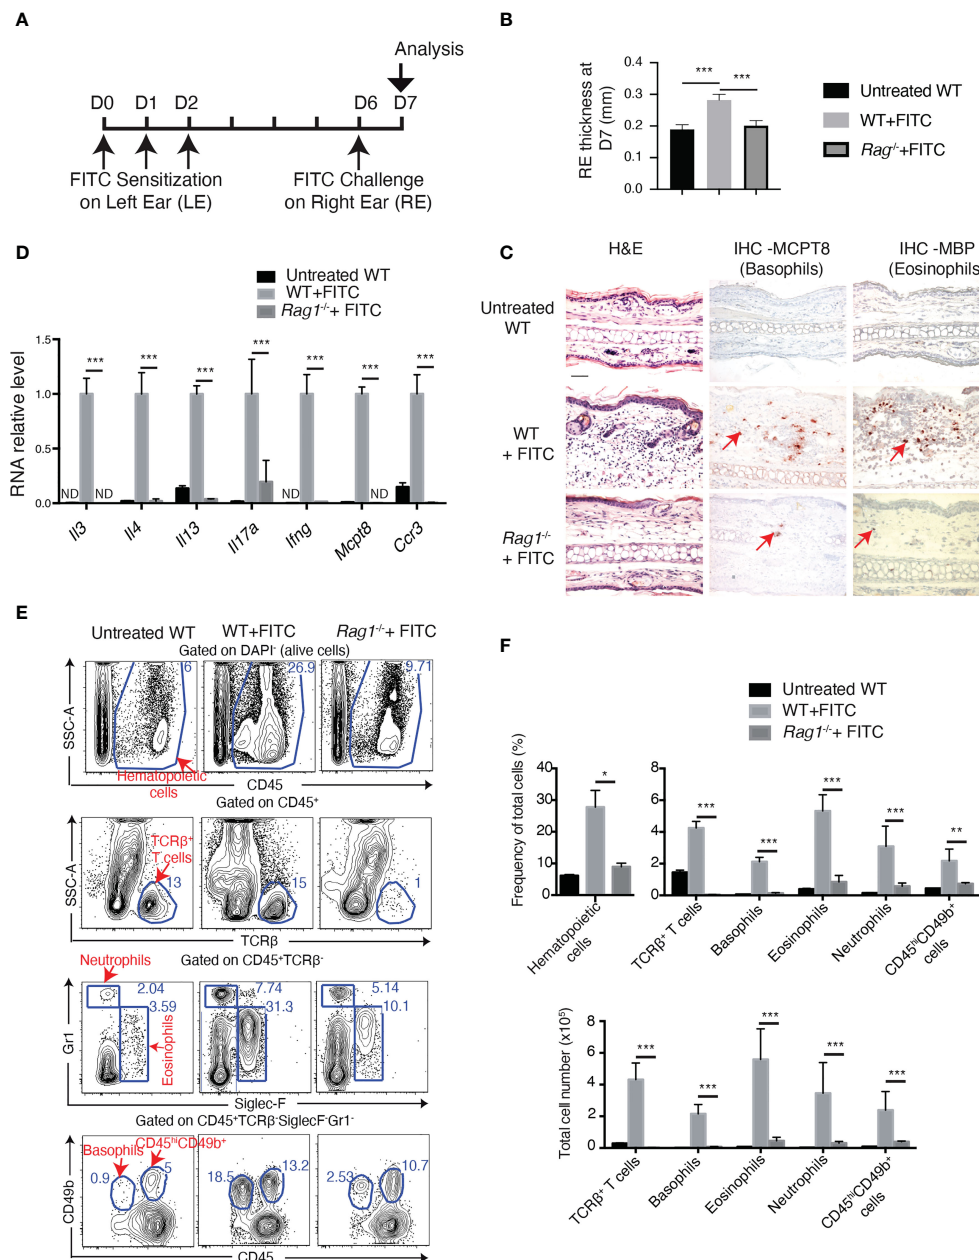 A
Analysis
D0 D1 D2 D6 D7
FITC Sensitization
on Left Ear (LE)
FITC Challenge
on Right Ear (RE)
B
RE thickness at
D7 (mm)
0.4
0.3
0.2
0.1
0.0
*** ***
Untreated WT
WT+FITC
Rag-/-+FITC
D
Untreated WT
WT+FITC
Rag1-/-+ FITC
RNA relative level
1.5
1.0
0.5
0.0
*** *** *** *** *** *** ***
ND ND ND ND
Il3 Il4 Il13 Il17a Ifng Mcpt8 Ccr3
C
H&E
IHC -MCPT8
(Basophils)
IHC -MBP
(Eosinophils
Untreated
WT
WT
+ FITC
Rag1-/-
+ FITC
E
Untreated WT WT+FITC Rag1-/-+ FITC
Gated on DAPI- (alive cells)
6 26.9 9.71
SSC-A
Hematopoietic
cells
CD45
Gated on CD45+
TCRβ+
T cells
13 15 1
SSC-A
TCRβ
Gated on CD45+TCRβ-
Neutrophils
2.04 7.74 5.14
3.59 31.3 10.1
Eosinophils
Gr1
Siglec-F
Gated on CD45+TCRβ-SiglecF-Gr1-
Basophils CD45hiCD49b+
0.9 5 18.5 13.2 2.53 10.7
CD49b
CD45
F
Untreated WT
WT+FITC
Rag1-/-+ FITC
Frequency of total cells (%)
40
30
20
10
0
*
Hematopoietic
cells
8
6
4
2
0
*** *** *** *** **
TCRβ+ T cells
Basophils
Eosinophils
Neutrophils
CD45hiCD49b+
cells
Total cell number (x10⁵)
8
6
4
2
0
*** *** *** *** ***
TCRβ+ T cells
Basophils
Eosinophils
Neutrophils
CD45hiCD49b+
cells